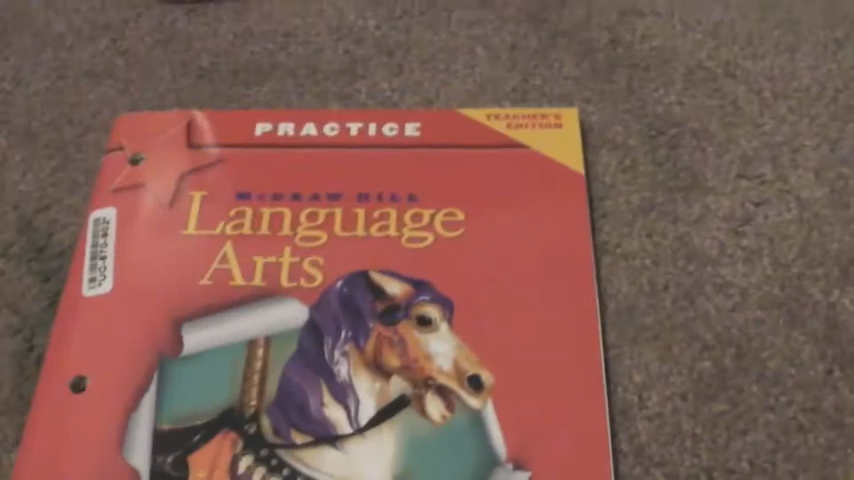 PRACTICE
TEACHER'S
EDITION
McGRAW HILL
Language
Arts